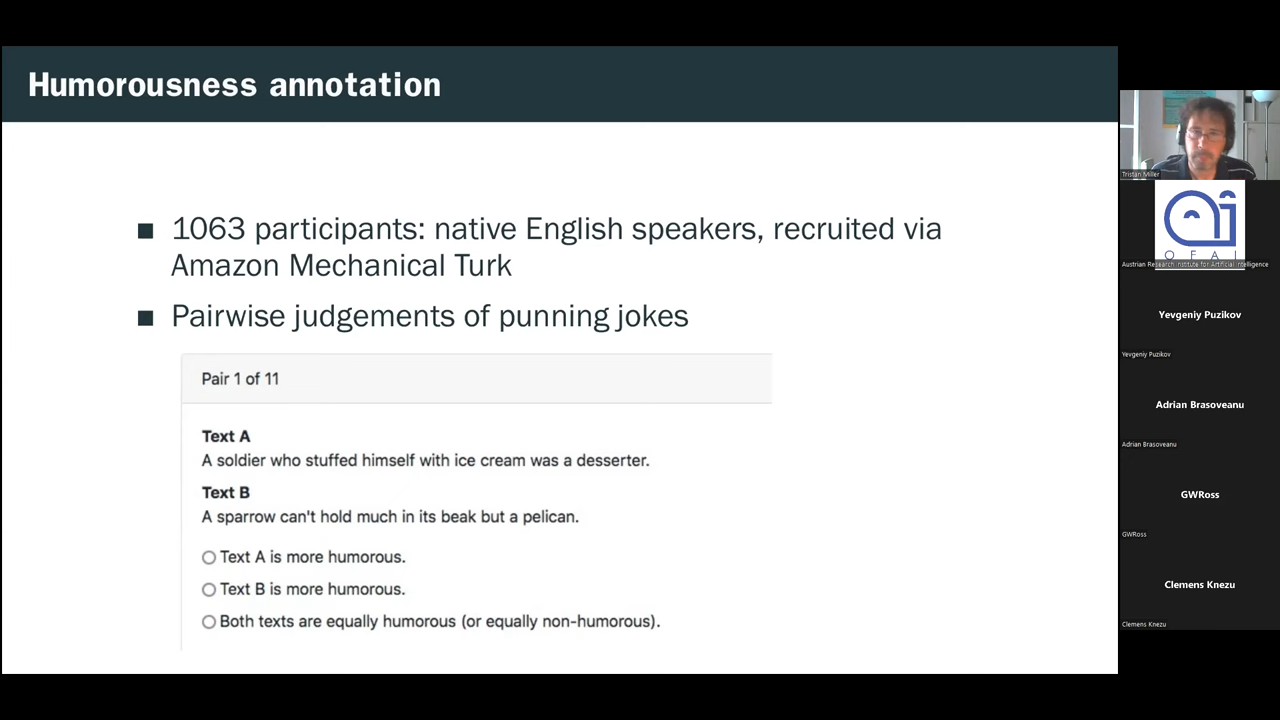 Humorousness annotation
1063 participants: native English speakers, recruited via
Amazon Mechanical Turk
Pairwise judgements of punning jokes
Pair 1 of 11
Text A
A soldier who stuffed himself with ice cream was a desserter.
Text B
A sparrow can't hold much in its beak but a pelican.
Text A is more humorous.
Text B is more humorous.
Both texts are equally humorous (or equally non-humorous).
Tristan Miller
OFAI
Austrian Research Institute for Artificial Intelligence
Yevgeniy Puzikov
Yevgeniy Puzikov
Adrian Brasoveanu
Adrian Brasoveanu
GWRoss
GWRoss
Clemens Knezu
Clemens Knezu